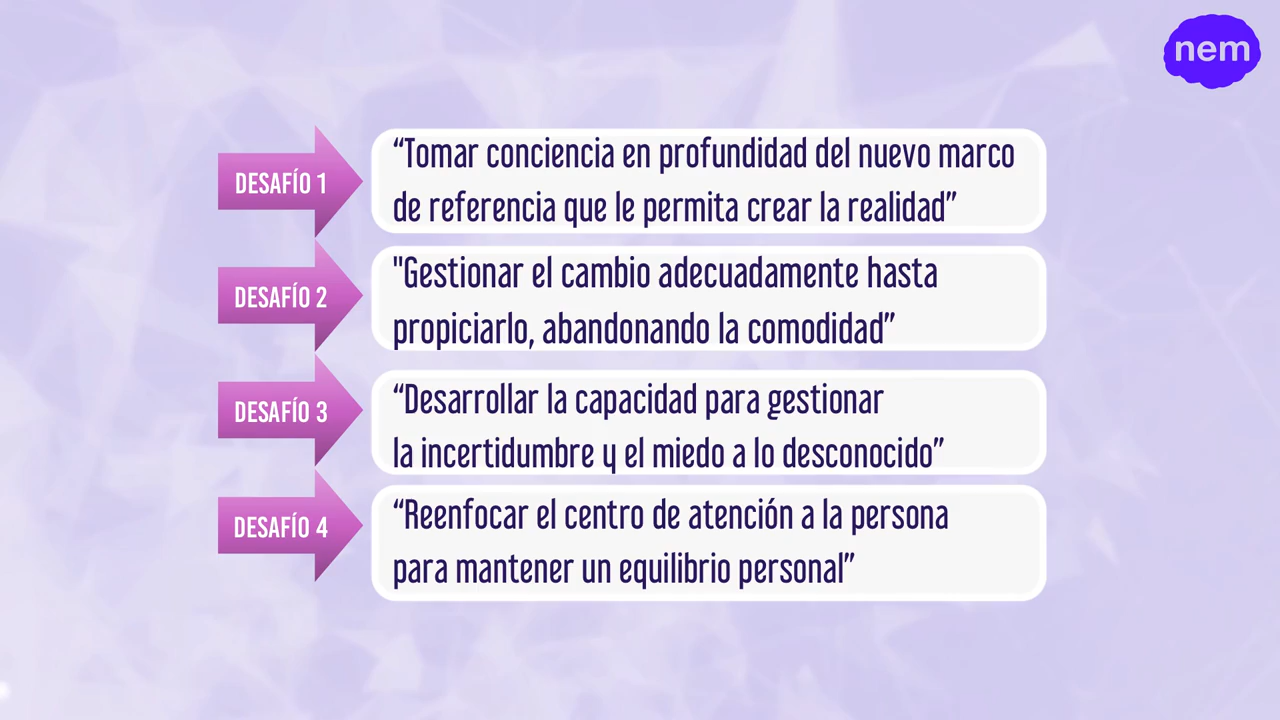 nem
DESAFÍO 1
“Tomar conciencia en profundidad del nuevo marco
de referencia que le permita crear la realidad”
DESAFÍO 2
"Gestionar el cambio adecuadamente hasta
propiciarlo, abandonando la comodidad”
DESAFÍO 3
“Desarrollar la capacidad para gestionar
la incertidumbre y el miedo a lo desconocido”
DESAFÍO 4
“Reenfocar el centro de atención a la persona
para mantener un equilibrio personal”